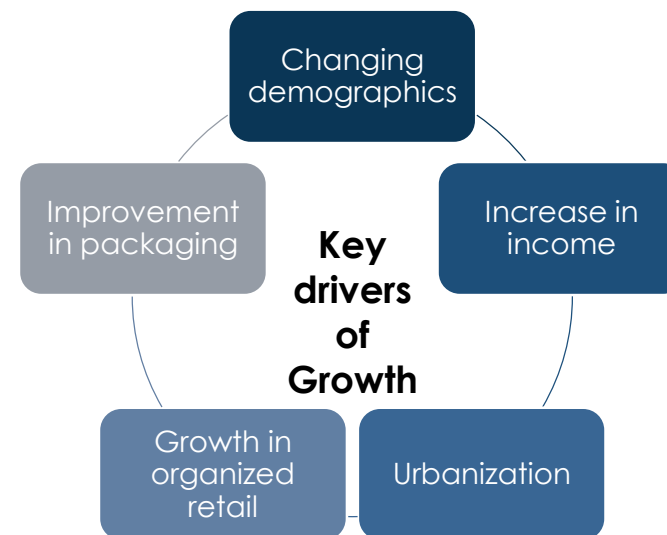 Changing
demographics
Increase in
income
Urbanization
Growth in
organized
retail
Improvement
in packaging
Key
drivers
of
Growth